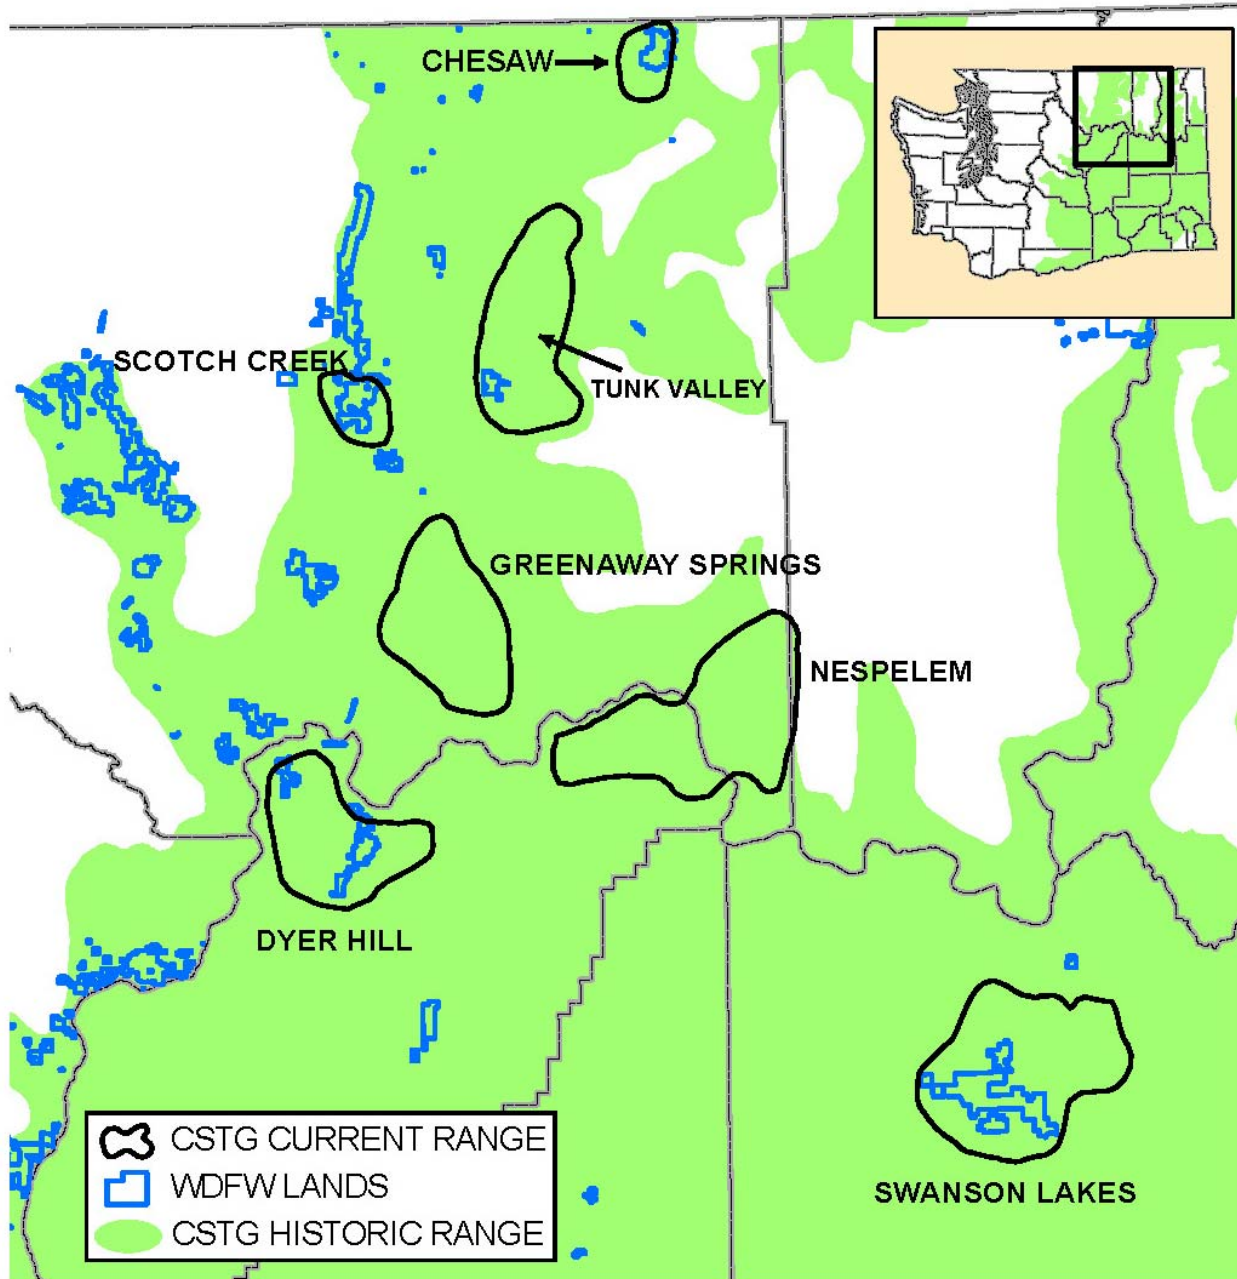 CHESAW
SCOTCH CREEK
TUNK VALLEY
GREENAWAY SPRINGS
NESPELEM
DYER HILL
SWANSON LAKES
CSTG CURRENT RANGE
WDFW LANDS
CSTG HISTORIC RANGE